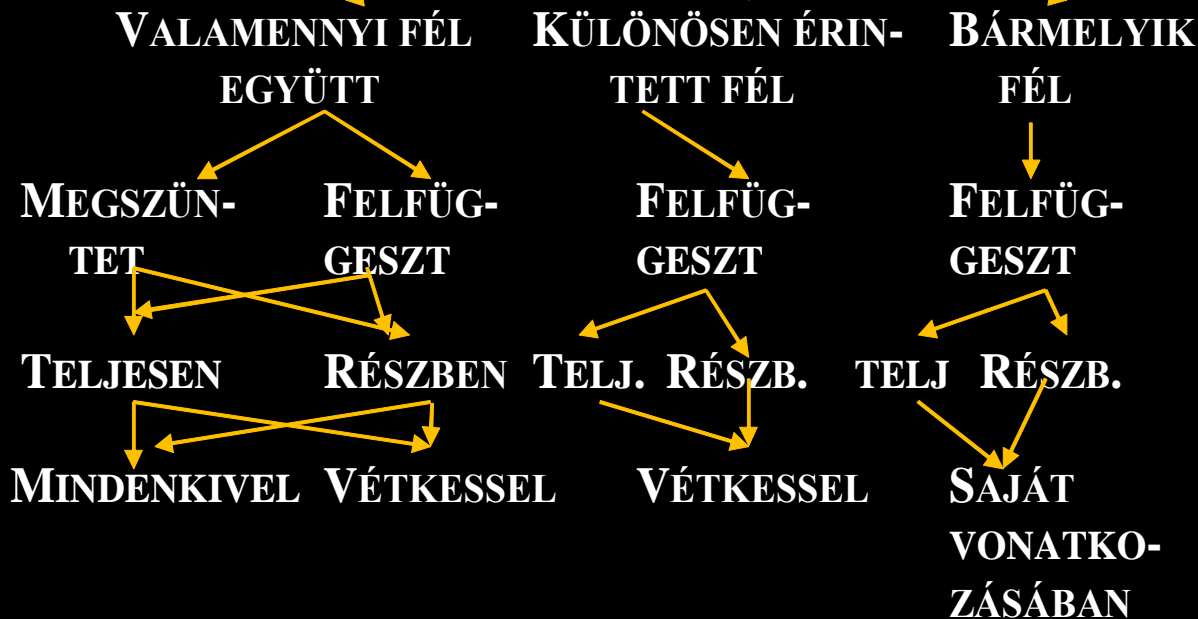 VALAMENNYI FÉL KÜLÖNÖSEN ÉRIN- BÁRMELYIK
EGYÜTT TETT FÉL FÉL
MEGSZÜN- FELFÜG- FELFÜG- FELFÜG-
TET GESZT GESZT GESZT
TELJESEN RÉSZBEN TELJ. RÉSZB. TELJ RÉSZB.
MINDENKIVEL VÉTKESSEL VÉTKESSEL SAJÁT
VONATKO-
ZÁSÁBAN